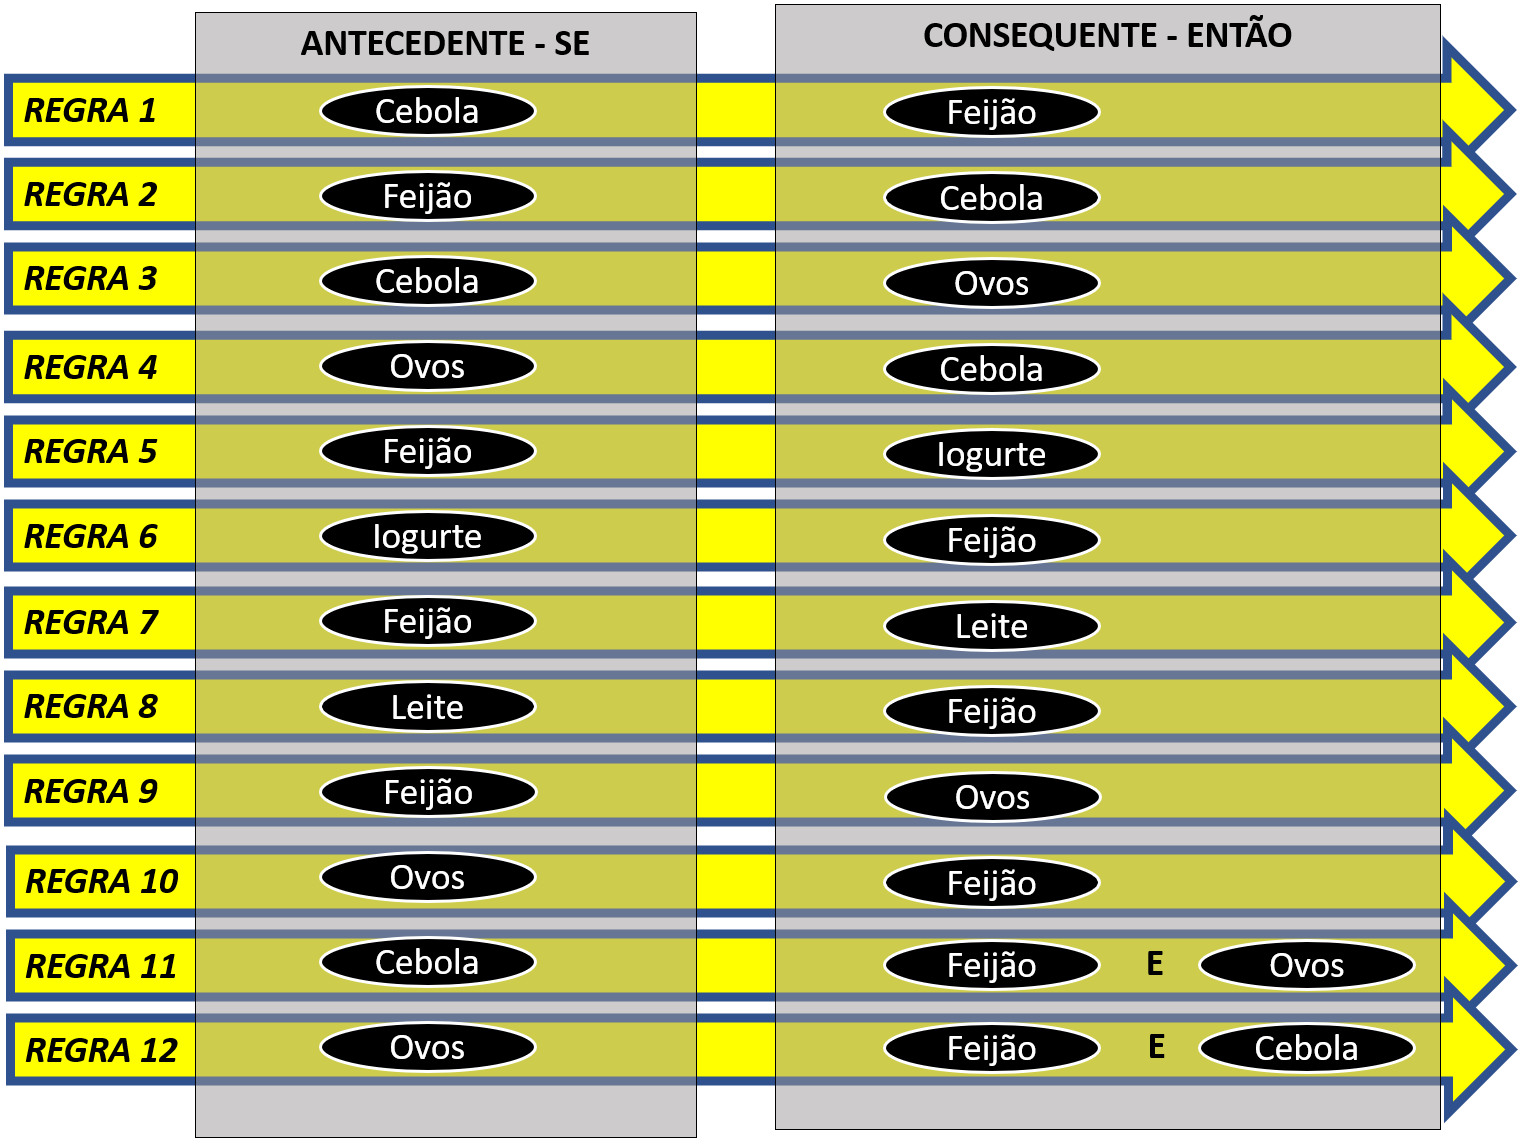 ANTECEDENTE - SE CONSEQUENTE - ENTÃO
REGRA 1 Cebola Feijão
REGRA 2 Feijão Cebola
REGRA 3 Cebola Ovos
REGRA 4 Ovos Cebola
REGRA 5 Feijão Iogurte
REGRA 6 Iogurte Feijão
REGRA 7 Feijão Leite
REGRA 8 Leite Feijão
REGRA 9 Feijão Ovos
REGRA 10 Ovos Feijão
REGRA 11 Cebola Feijão E Ovos
REGRA 12 Ovos Feijão E Cebola